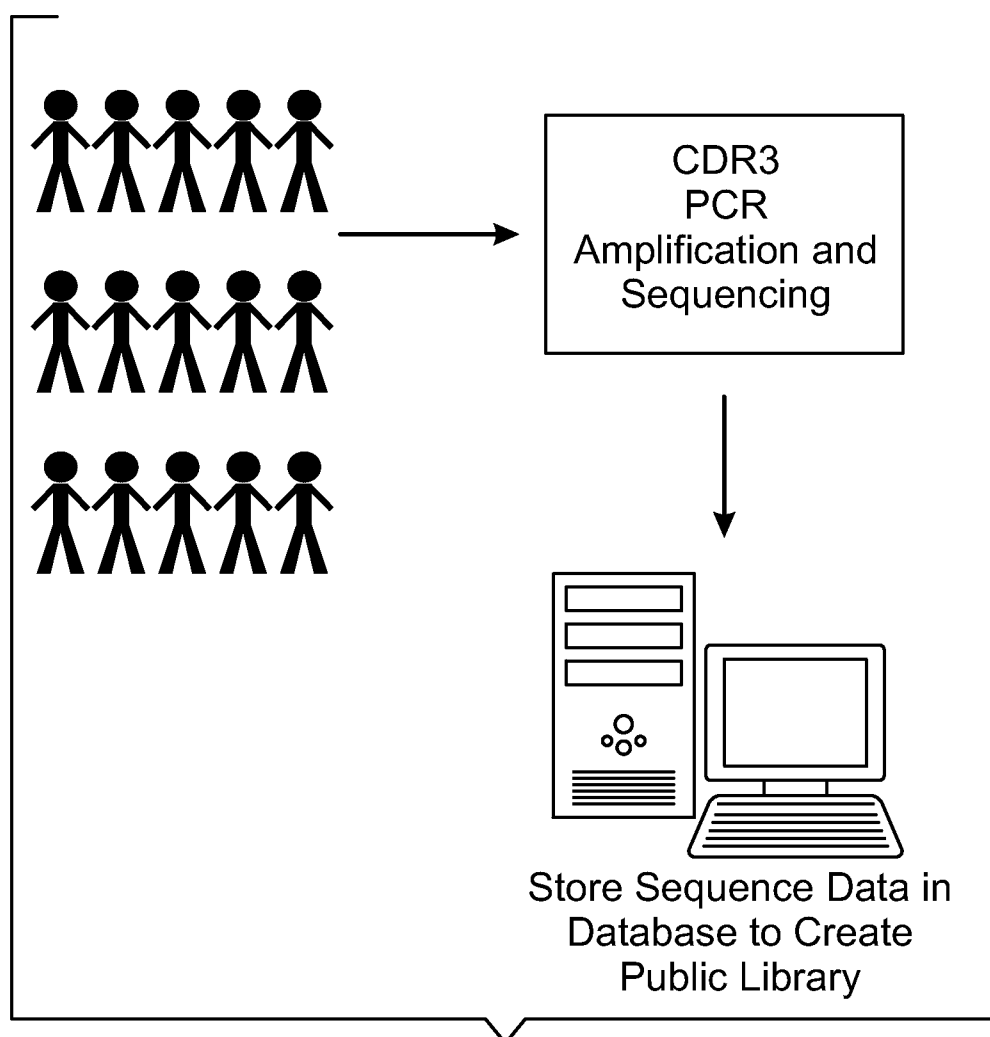 CDR3
PCR
Amplification and
Sequencing
Store Sequence Data in
Database to Create
Public Library